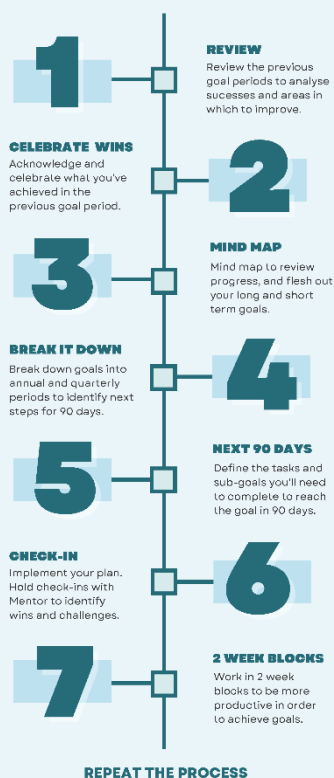 1
REVIEW
Review the previous
goal periods to analyse
sucesses and areas in
which to improve.
2
CELEBRATE WINS
Acknowledge and
celebrate what you've
achieved in the
previous goal period.
3
MIND MAP
Mind map to review
progress, and flesh out
your long and short
term goals.
4
BREAK IT DOWN
Break down goals into
annual and quarterly
periods to identify next
steps for 90 days.
5
NEXT 90 DAYS
Define the tasks and
sub-goals you'll need
to complete to reach
the goal in 90 days.
6
CHECK-IN
Implement your plan.
Hold check-ins with
Mentor to identify
wins and challenges.
7
2 WEEK BLOCKS
Work in 2 week
blocks to be more
productive in order
to achieve goals.
REPEAT THE PROCESS